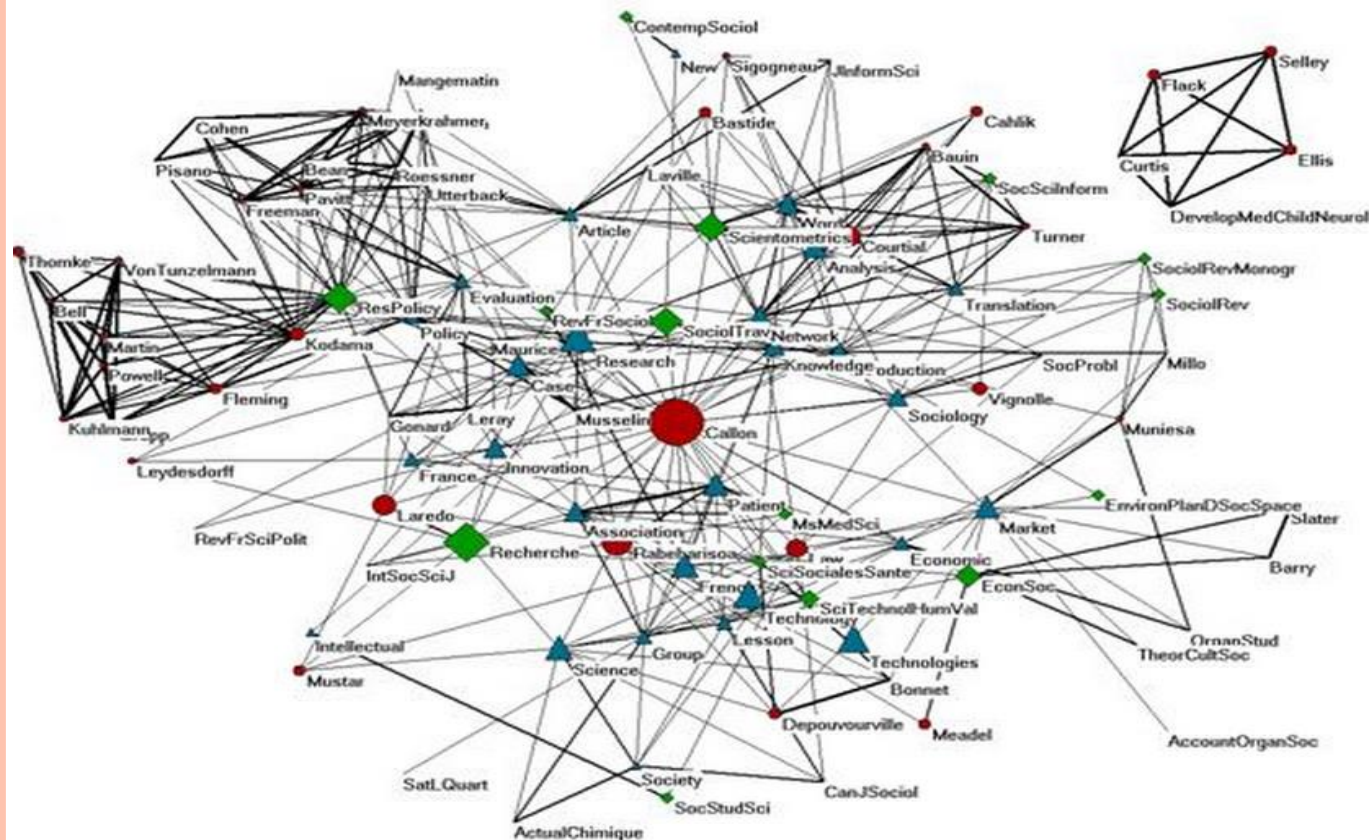 ContempSociol
New
Sigogneau
JInformSci
Selley
Flack
Mangematin
Cohen
Meyerkrahmer
Bastide
Cahlik
Pisano
Bean
Roessner
Laville
Bauin
Curtis
Ellis
Freeman
Pavitt
Utterback
SocSciInform
DevelopMedChildNeurol
Article
Scientometrics
Courtial
Turner
Thomke
VonTunzelmann
Analysis
SociolRevMonogr
Bell
ResPolicy
Evaluation
Translation
SociolRev
Martin
Kodama
Policy
RevFrSocio
SociolTrav
Network
Powell
Maurice
Research
Knowledge
oduction
SocProbl
Millo
Fleming
Case
Vignolle
Kuhlmann
Gonard
Leray
Musselin
Callon
Sociology
Muniesa
Leydesdorff
France
Innovation
RevFrSciPolit
Laredo
Patient
EnvironPlanDSocSpace
Association
MsMedSci
Market
Slater
Recherche
Rabeharisoa
Economic
IntSocSciJ
SciSocialesSante
EconSoc
Barry
SciTechnolHumVal
Technology
Intellectual
Group
Lesson
OrganStud
Mustar
Science
Technologies
TheorCultSoc
Bonnet
Depouvourville
Meadel
AccountOrganSoc
SatLQuart
Society
CanJSociol
SocStudSci
ActualChimique